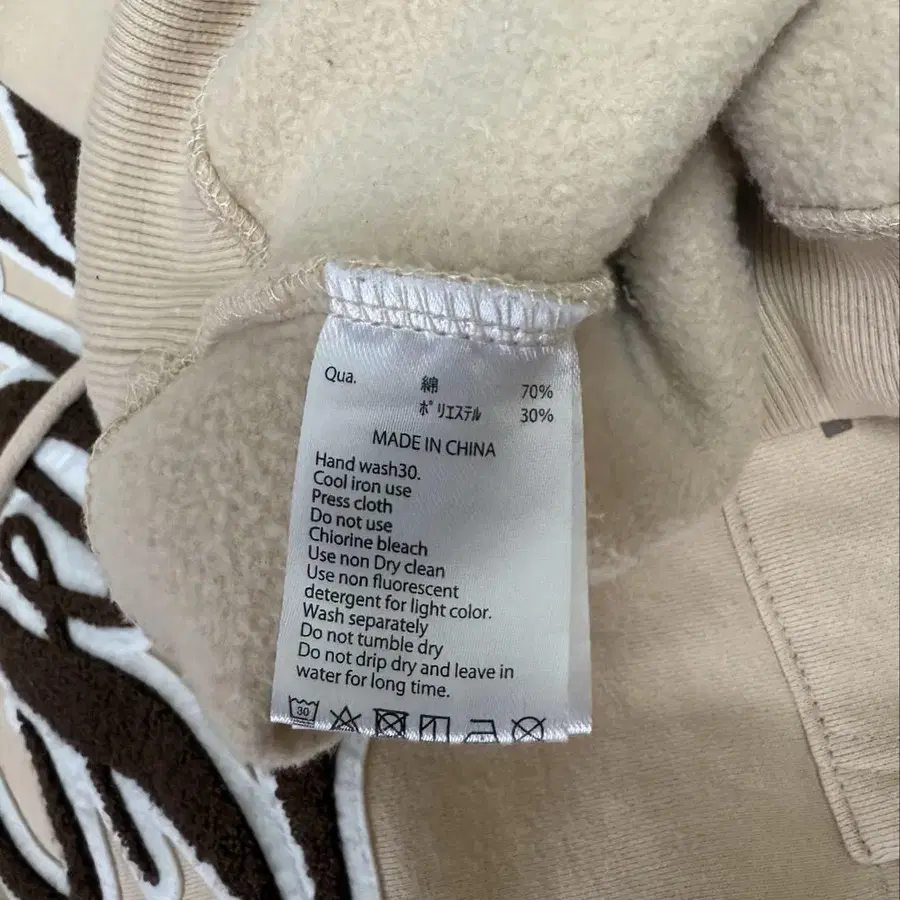 Qua. 綿 70%
ポリエステル 30%
MADE IN CHINA
Hand wash30.
Cool iron use
Press cloth
Do not use
Chlorine bleach
Use non Dry clean
Use non fluorescent
detergent for light color.
Wash separately
Do not tumble dry
Do not drip dry and leave in
water for long time.
30